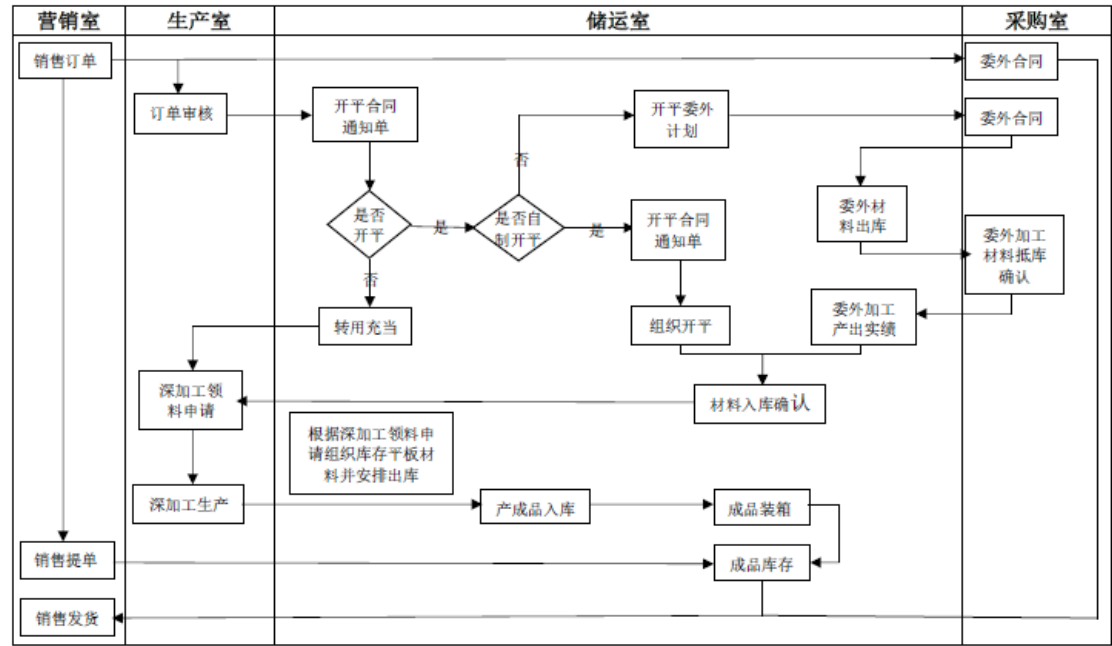 营销室
生产室
储运室
采购室
销售订单
委外合同
订单审核
开平合同
通知单
开平委外
计划
委外合同
否
是否
开平
是
是否自
制开平
是
开平合同
通知单
委外材
料出库
委外加工
材料抵库
确认
否
转用充当
组织开平
委外加工
产出实绩
深加工领
料申请
材料入库确认
根据深加工领料申
请组织库存平板材
料并安排出库
深加工生产
产成品入库
成品装箱
销售提单
成品库存
销售发货